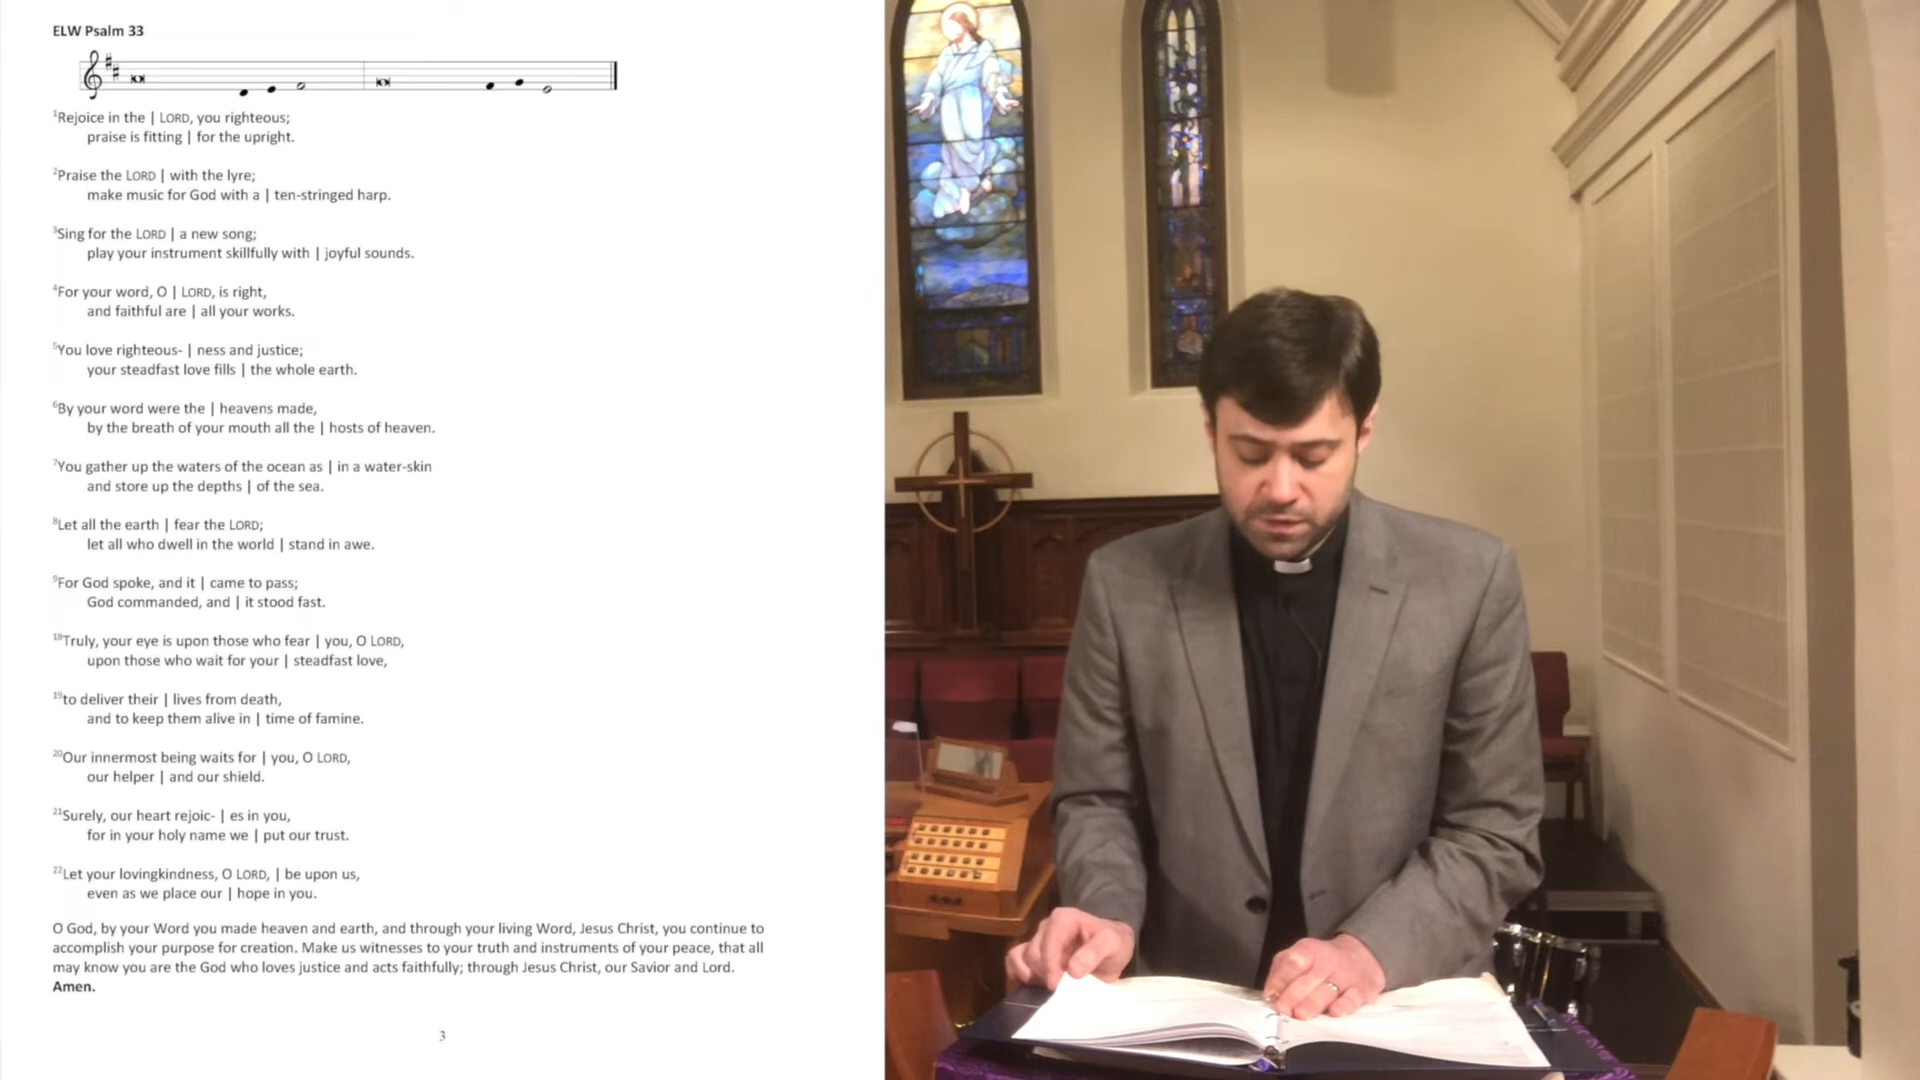 ELW Psalm 33
1Rejoice in the | LORD, you righteous;
praise is fitting | for the upright.
2Praise the LORD | with the lyre;
make music for God with a | ten-stringed harp.
3Sing for the LORD | a new song;
play your instrument skillfully with | joyful sounds.
4For your word, O | LORD, is right,
and faithful are | all your works.
5You love righteous- | ness and justice;
your steadfast love fills | the whole earth.
6By your word were the | heavens made,
by the breath of your mouth all the | hosts of heaven.
7You gather up the waters of the ocean as | in a water-skin
and store up the depths | of the sea.
8Let all the earth | fear the LORD;
let all who dwell in the world | stand in awe.
9For God spoke, and it | came to pass;
God commanded, and | it stood fast.
18Truly, your eye is upon those who fear | you, O LORD,
upon those who wait for your | steadfast love,
19to deliver their | lives from death,
and to keep them alive in | time of famine.
20Our innermost being waits for | you, O LORD,
our helper | and our shield.
21Surely, our heart rejoic- | es in you,
for in your holy name we | put our trust.
22Let your lovingkindness, O LORD, | be upon us,
even as we place our | hope in you.
O God, by your Word you made heaven and earth, and through your living Word, Jesus Christ, you continue to
accomplish your purpose for creation. Make us witnesses to your truth and instruments of your peace, that all
may know you are the God who loves justice and acts faithfully; through Jesus Christ, our Savior and Lord.
Amen.
3